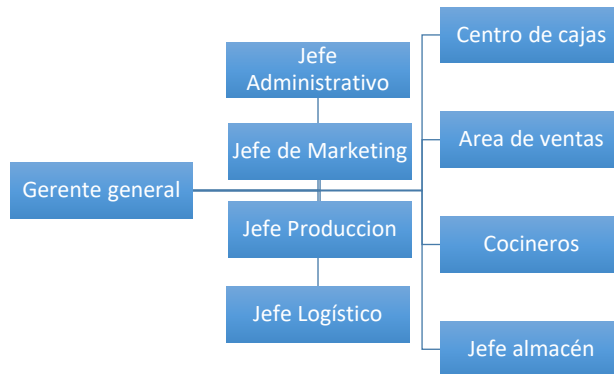 Gerente general
Jefe
Administrativo
Jefe de Marketing
Jefe Produccion
Jefe Logístico
Centro de cajas
Area de ventas
Cocineros
Jefe almacén